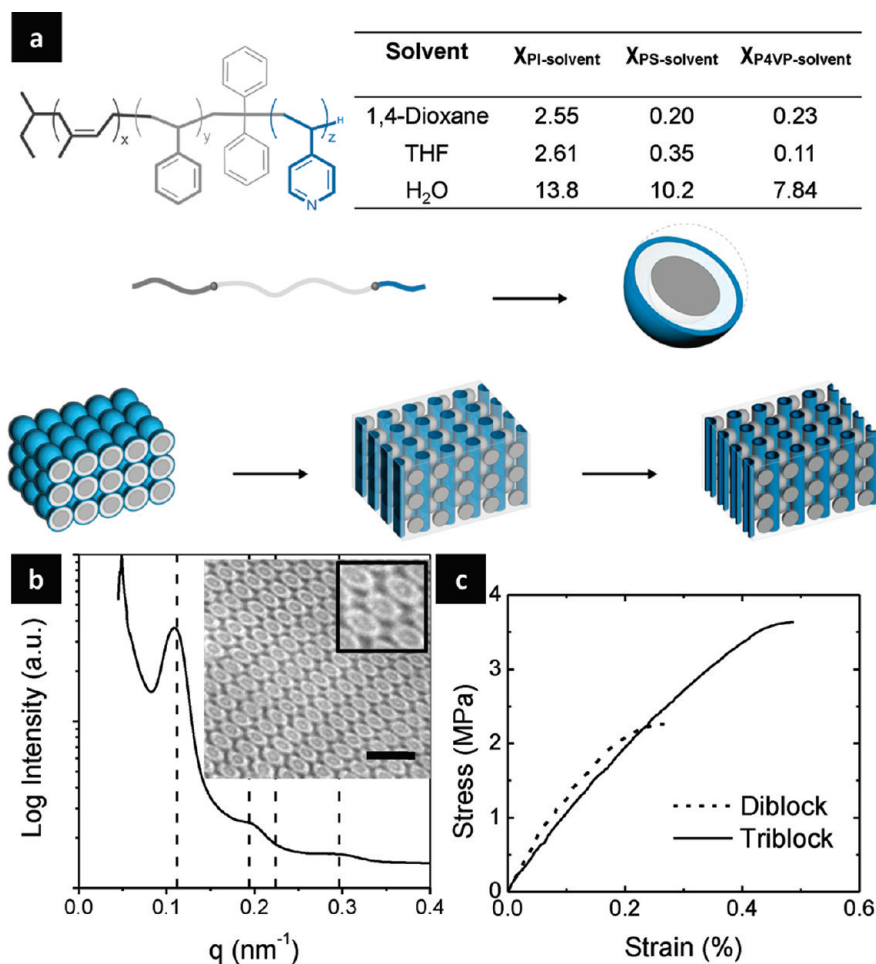 a
x
y
z
H
N
Solvent χPI-solvent χPS-solvent χP4VP-solvent
1,4-Dioxane 2.55 0.20 0.23
THF 2.61 0.35 0.11
H₂O 13.8 10.2 7.84
b
Log Intensity (a.u.)
0.0 0.1 0.2 0.3 0.4
q (nm⁻¹)
c
Stress (MPa)
4
3
2
1
0
Diblock
Triblock
0.0 0.2 0.4 0.6
Strain (%)